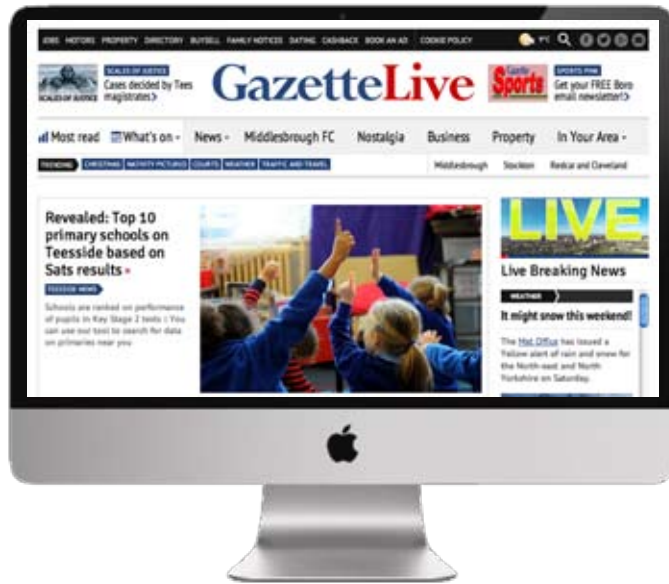 JOBS MOTORS PROPERTY DIRECTORY BUYSELL FAMILY NOTICES DATING CASHBACK BOOK AN AD COOKIE POLICY
9°C
SCALES OF JUSTICE
SCALES OF JUSTICE
Cases decided by Tees
magistrates>
GazetteLive
Gazette
Sports
SPORTS PINK
Get your FREE Boro
email newsletter!>
Most read What's on News Middlesbrough FC Nostalgia Business Property In Your Area
TRENDING CHRISTMAS NATIVITY PICTURES COURTS WEATHER TRAFFIC AND TRAVEL
Middlesbrough Stockton Redcar and Cleveland
Revealed: Top 10
primary schools on
Teesside based on
Sats results
TEESSIDE NEWS
Schools are ranked on performance
of pupils in Key Stage 2 tests : You
can use our tool to search for data
on primaries near you
LIVE
Live Breaking News
WEATHER
It might snow this weekend!
The Met Office has issued a
Yellow alert of rain and snow for
the North-east and North
Yorkshire on Saturday.